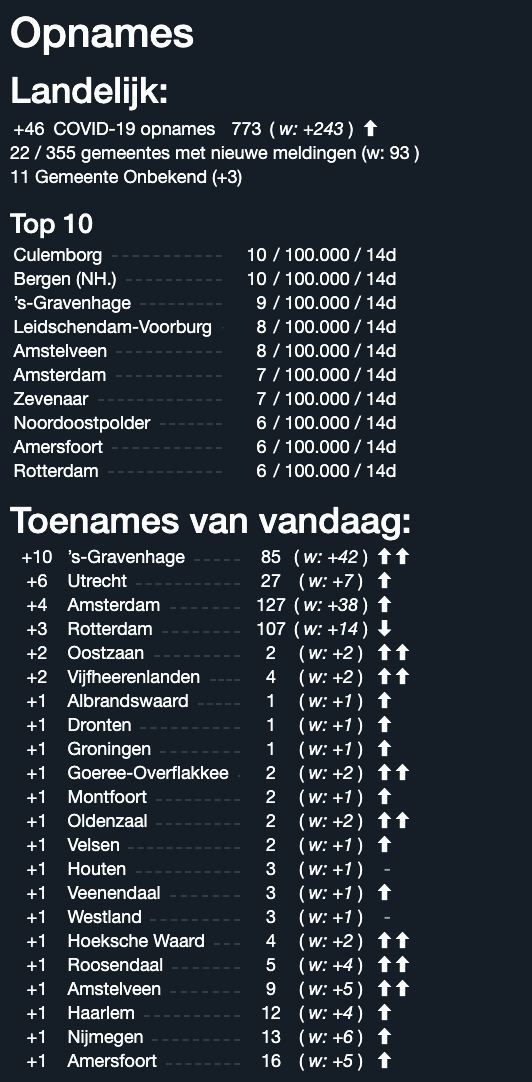 Opnames
Landelijk:
+46 COVID-19 opnames 773 ( w: +243 ) ⬆
22 / 355 gemeentes met nieuwe meldingen (w: 93 )
11 Gemeente Onbekend (+3)
Top 10
Culemborg 10 / 100.000 / 14d
Bergen (NH.) 10 / 100.000 / 14d
's-Gravenhage 9 / 100.000 / 14d
Leidschendam-Voorburg 8 / 100.000 / 14d
Amstelveen 8 / 100.000 / 14d
Amsterdam 7 / 100.000 / 14d
Zevenaar 7 / 100.000 / 14d
Noordoostpolder 6 / 100.000 / 14d
Amersfoort 6 / 100.000 / 14d
Rotterdam 6 / 100.000 / 14d
Toenames van vandaag:
+10 's-Gravenhage 85 ( w: +42 ) ⬆⬆
+6 Utrecht 27 ( w: +7 ) ⬆
+4 Amsterdam 127 ( w: +38 ) ⬆
+3 Rotterdam 107 ( w: +14 ) ⬇
+2 Oostzaan 2 ( w: +2 ) ⬆⬆
+2 Vijfheerenlanden 4 ( w: +2 ) ⬆⬆
+1 Albrandswaard 1 ( w: +1 ) ⬆
+1 Dronten 1 ( w: +1 ) ⬆
+1 Groningen 1 ( w: +1 ) ⬆
+1 Goeree-Overflakkee 2 ( w: +2 ) ⬆⬆
+1 Montfoort 2 ( w: +1 ) ⬆
+1 Oldenzaal 2 ( w: +2 ) ⬆⬆
+1 Velsen 2 ( w: +1 ) ⬆
+1 Houten 3 ( w: +1 ) -
+1 Veenendaal 3 ( w: +1 ) ⬆
+1 Westland 3 ( w: +1 ) -
+1 Hoeksche Waard 4 ( w: +2 ) ⬆⬆
+1 Roosendaal 5 ( w: +4 ) ⬆⬆
+1 Amstelveen 9 ( w: +5 ) ⬆⬆
+1 Haarlem 12 ( w: +4 ) ⬆
+1 Nijmegen 13 ( w: +6 ) ⬆
+1 Amersfoort 16 ( w: +5 ) ⬆